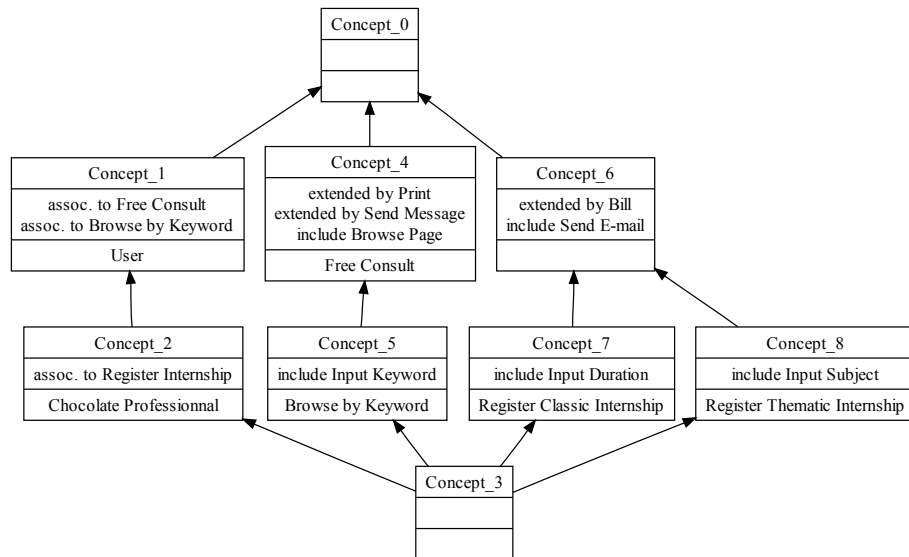 Concept_0
Concept_1
assoc. to Free Consult
assoc. to Browse by Keyword
User
Concept_4
extended by Print
extended by Send Message
include Browse Page
Free Consult
Concept_6
extended by Bill
include Send E-mail
Concept_2
assoc. to Register Internship
Chocolate Professionnal
Concept_5
include Input Keyword
Browse by Keyword
Concept_7
include Input Duration
Register Classic Internship
Concept_8
include Input Subject
Register Thematic Internship
Concept_3